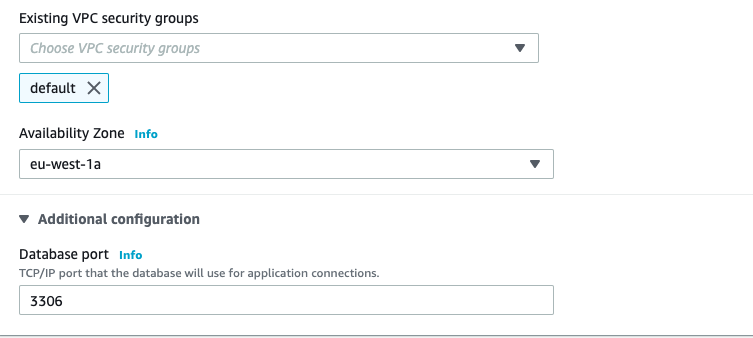 Existing VPC security groups
Choose VPC security groups
default
Availability Zone Info
eu-west-1a
Additional configuration
Database port Info
TCP/IP port that the database will use for application connections.
3306